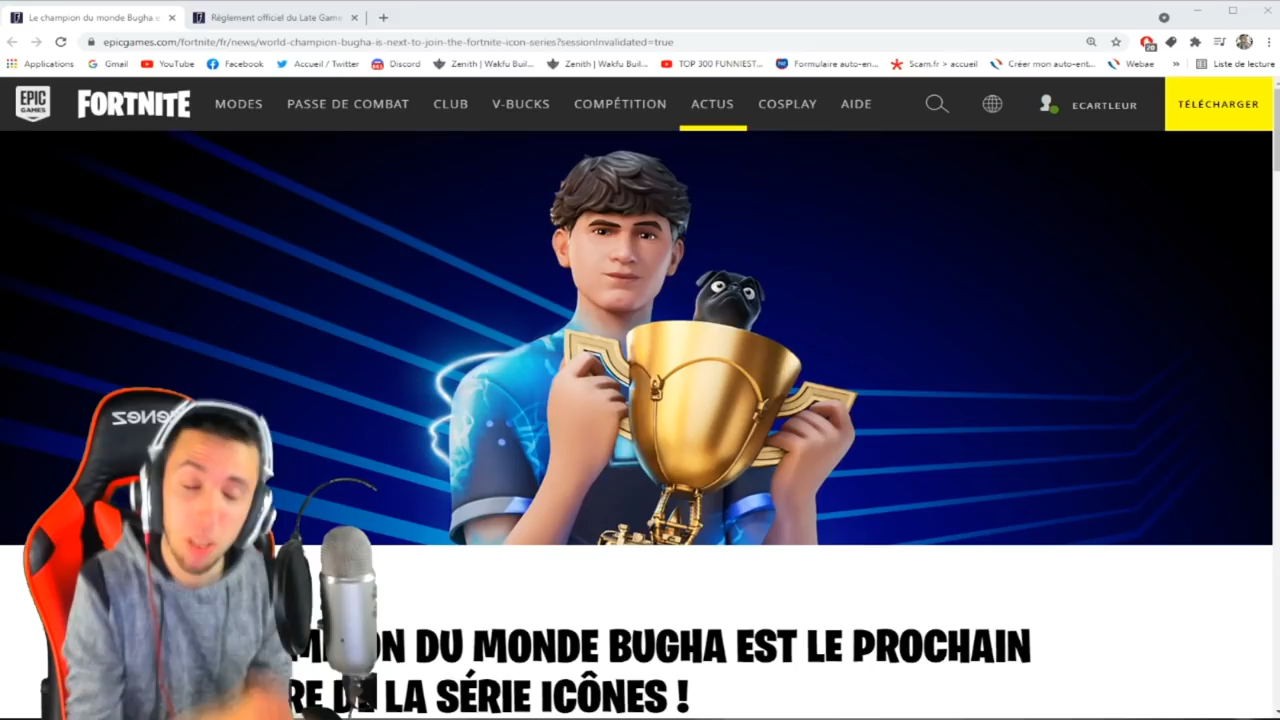 Le champion du monde Bugha e
Règlement officiel du Late Game
epicgames.com/fortnite/fr/news/world-champion-bugha-is-next-to-join-the-fortnite-icon-series?sessionInvalidated=true
20
Applications Gmail YouTube Facebook Accueil / Twitter Discord Zenith | Wakfu Buil... Zenith | Wakfu Buil... TOP 300 FUNNIEST... Formulaire auto-en... Scam.fr > accueil Créer mon auto-ent... Webae » Liste de lecture
EPIC GAMES FORTNITE MODES PASSE DE COMBAT CLUB V-BUCKS COMPÉTITION ACTUS COSPLAY AIDE ECARTLEUR TÉLÉCHARGER
ON DU MONDE BUGHA EST LE PROCHAIN
LA SÉRIE ICÔNES !